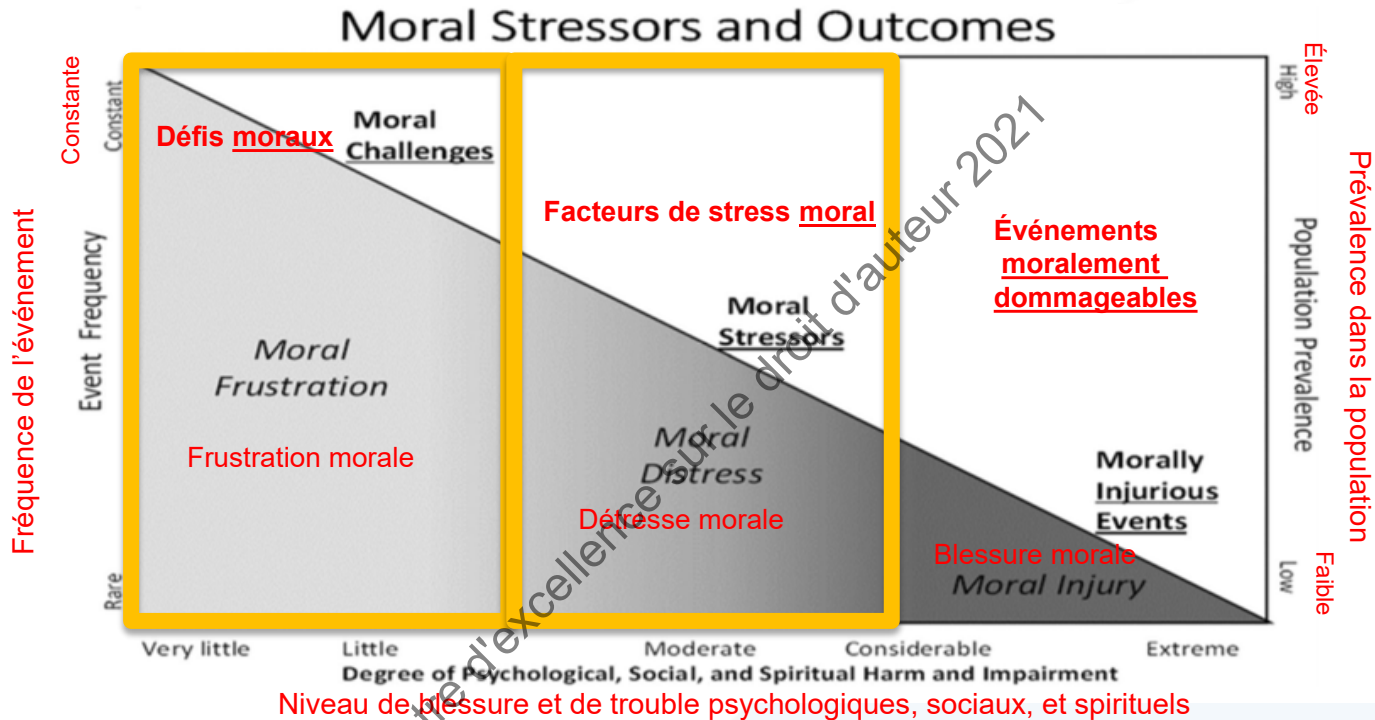 Moral Stressors and Outcomes
Constante
Constant
Défis moraux
Moral
Challenges
Facteurs de stress moral
Événements
moralement
dommageables
Élevée
High
Fréquence de l'événement
Event Frequency
Moral
Frustration
Frustration morale
Moral
Stressors
Moral
Distress
Détresse morale
Morally
Injurious
Events
Blessure morale
Moral Injury
Population Prevalence
Prévalence dans la population
Rare
Low
Faible
Very little
Little
Moderate
Considerable
Extreme
Degree of Psychological, Social, and Spiritual Harm and Impairment
Niveau de blessure et de trouble psychologiques, sociaux, et spirituels
d'excellence sur le droit d'auteur 2021